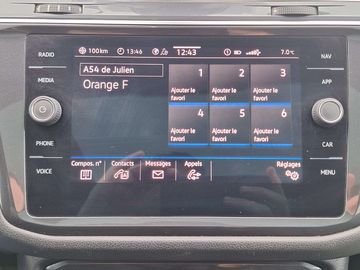 100km 13:46 12:43 7.0°C
RADIO
MEDIA
PHONE
VOICE
A54 de Julien
Orange F
1 2 3
Ajouter le favori Ajouter le favori Ajouter le favori
4 5 6
Ajouter le favori Ajouter le favori Ajouter le favori
Compos. n° Contacts Messages Appels Réglages
NAV
APP
CAR
MENU